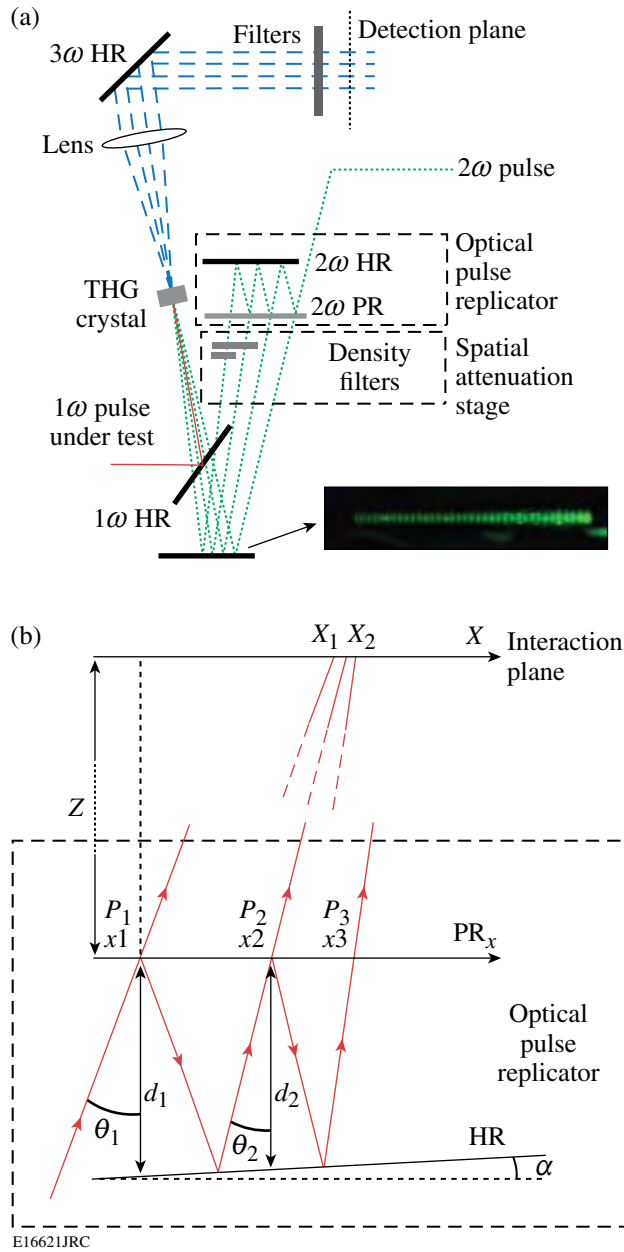 (a)
3ω HR
Filters
Detection plane
Lens
2ω pulse
THG
crystal
2ω HR
2ω PR
Optical
pulse
replicator
Density
filters
Spatial
attenuation
stage
1ω pulse
under test
1ω HR
(b)
X1 X2
X
Interaction
plane
Z
P1
x1
P2
x2
P3
x3
PRx
Optical
pulse
replicator
d1
d2
θ1
θ2
HR
α
E16621JRC